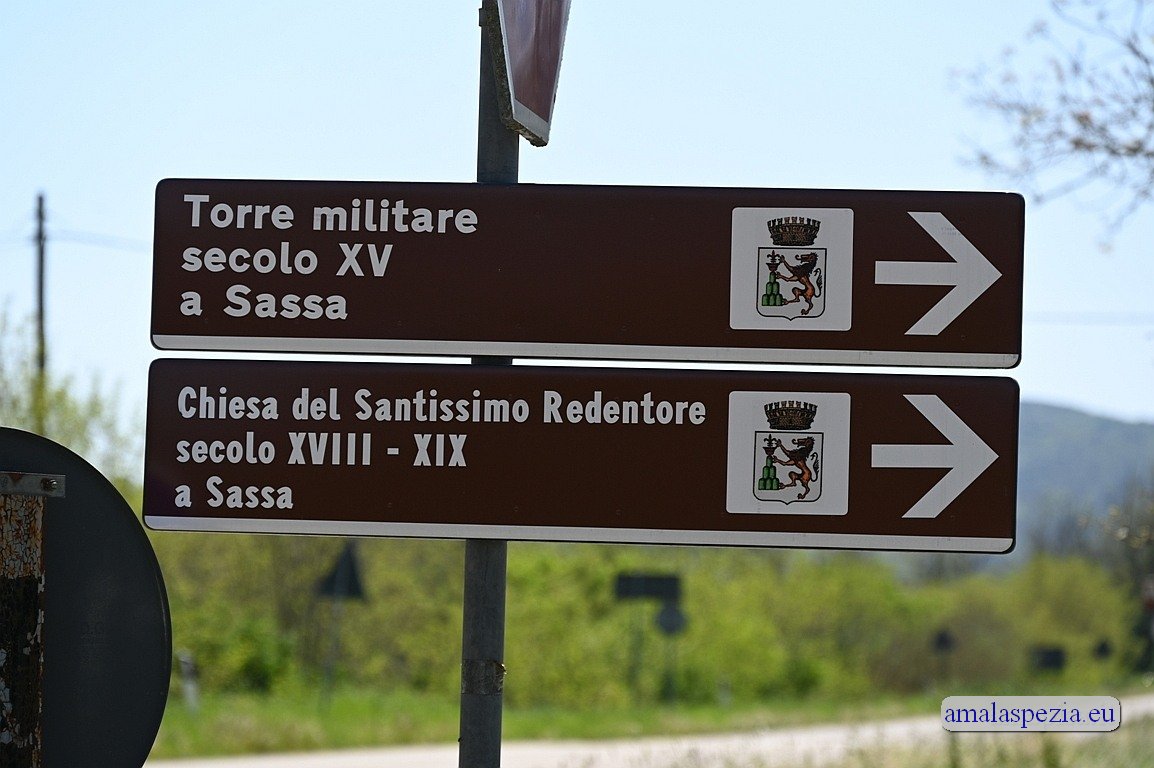 Torre militare
secolo XV
a Sassa
Chiesa del Santissimo Redentore
secolo XVIII - XIX
a Sassa
amalaspezia.eu